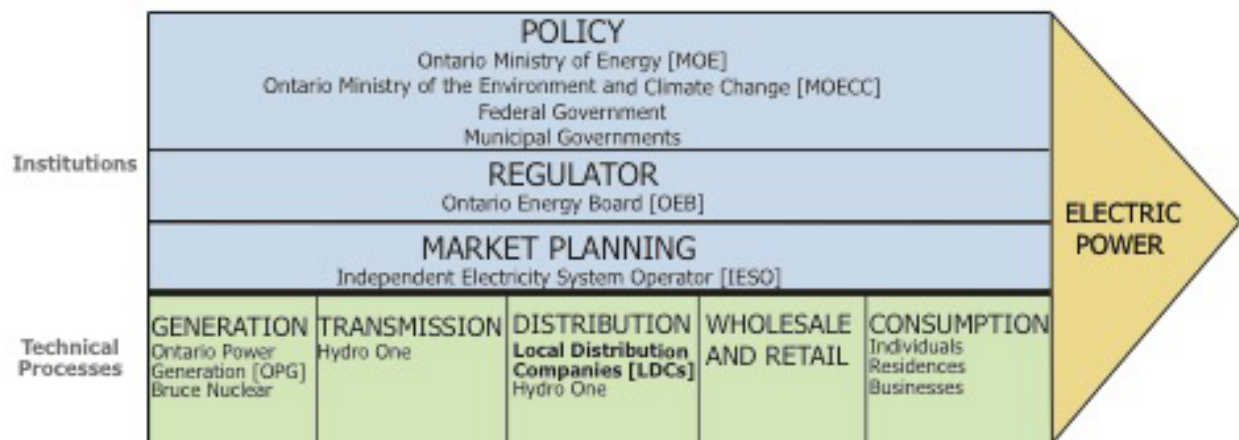 POLICY
Ontario Ministry of Energy [MOE]
Ontario Ministry of the Environment and Climate Change [MOECC]
Federal Government
Municipal Governments
Institutions
REGULATOR
Ontario Energy Board [OEB]
MARKET PLANNING
Independent Electricity System Operator [IESO]
ELECTRIC
POWER
Technical
Processes
GENERATION
Ontario Power
Generation [OPG]
Bruce Nuclear
TRANSMISSION
Hydro One
DISTRIBUTION
Local Distribution
Companies [LDCs]
Hydro One
WHOLESALE
AND RETAIL
CONSUMPTION
Individuals
Residences
Businesses